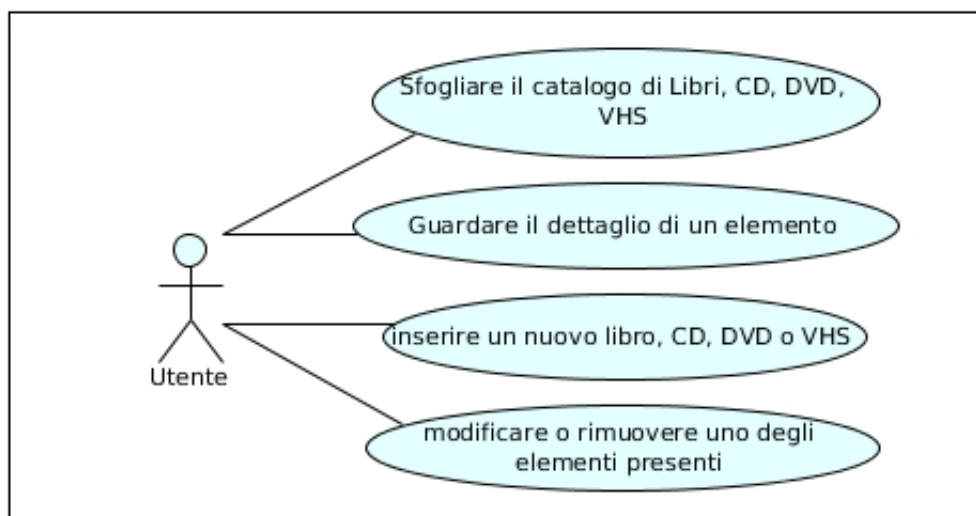 Sfogliare il catalogo di Libri, CD, DVD,
VHS
Guardare il dettaglio di un elemento
inserire un nuovo libro, CD, DVD o VHS
Utente
modificare o rimuovere uno degli
elementi presenti